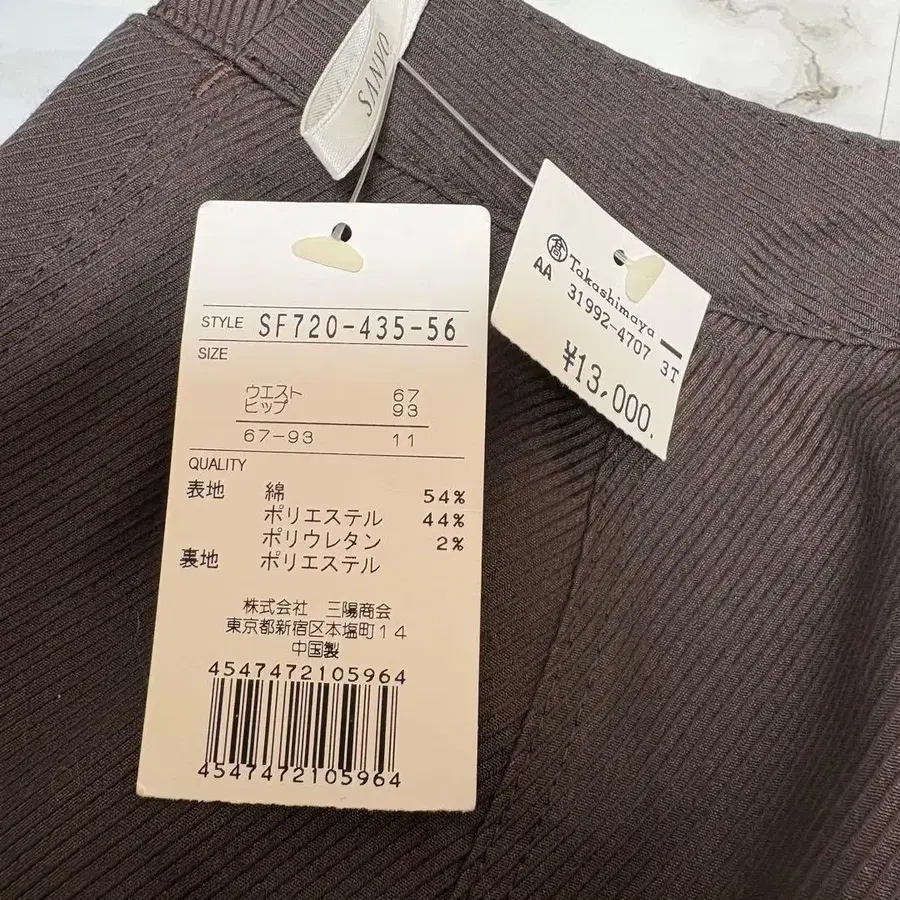 SANYO
STYLE SF720-435-56
SIZE
ウエスト 67
ヒップ 93
67-93 11
QUALITY
表地 綿 54%
ポリエステル 44%
ポリウレタン 2%
裏地 ポリエステル
株式会社 三陽商会
東京都新宿区本塩町14
中国製
4547472105964
4547472105964
髙 Takashimaya
AA 31992-4707 3T
¥13,000.